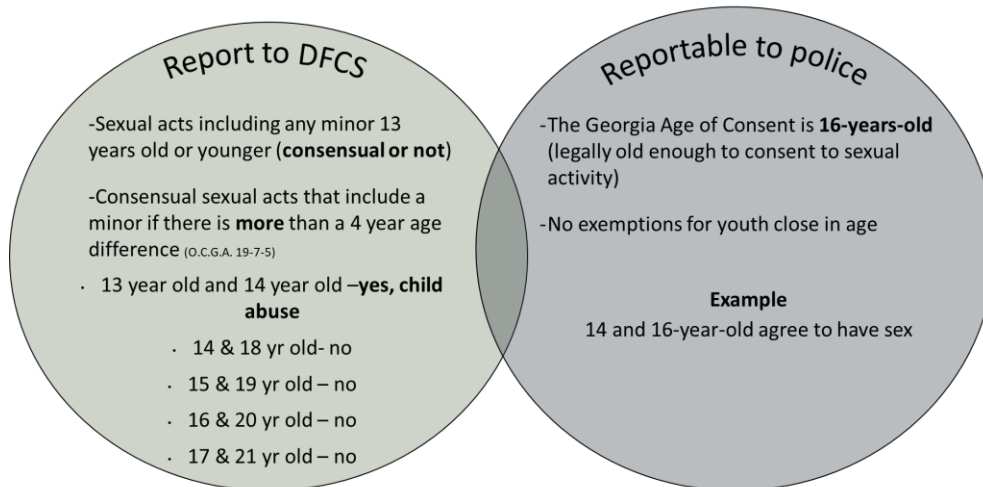 Report to DFCS
-Sexual acts including any minor 13
years old or younger (consensual or not)
-Consensual sexual acts that include a
minor if there is more than a 4 year age
difference (O.C.G.A. 19-7-5)
· 13 year old and 14 year old –yes, child
abuse
· 14 & 18 yr old- no
· 15 & 19 yr old – no
· 16 & 20 yr old – no
· 17 & 21 yr old – no
Reportable to police
-The Georgia Age of Consent is 16-years-old
(legally old enough to consent to sexual
activity)
-No exemptions for youth close in age
Example
14 and 16-year-old agree to have sex